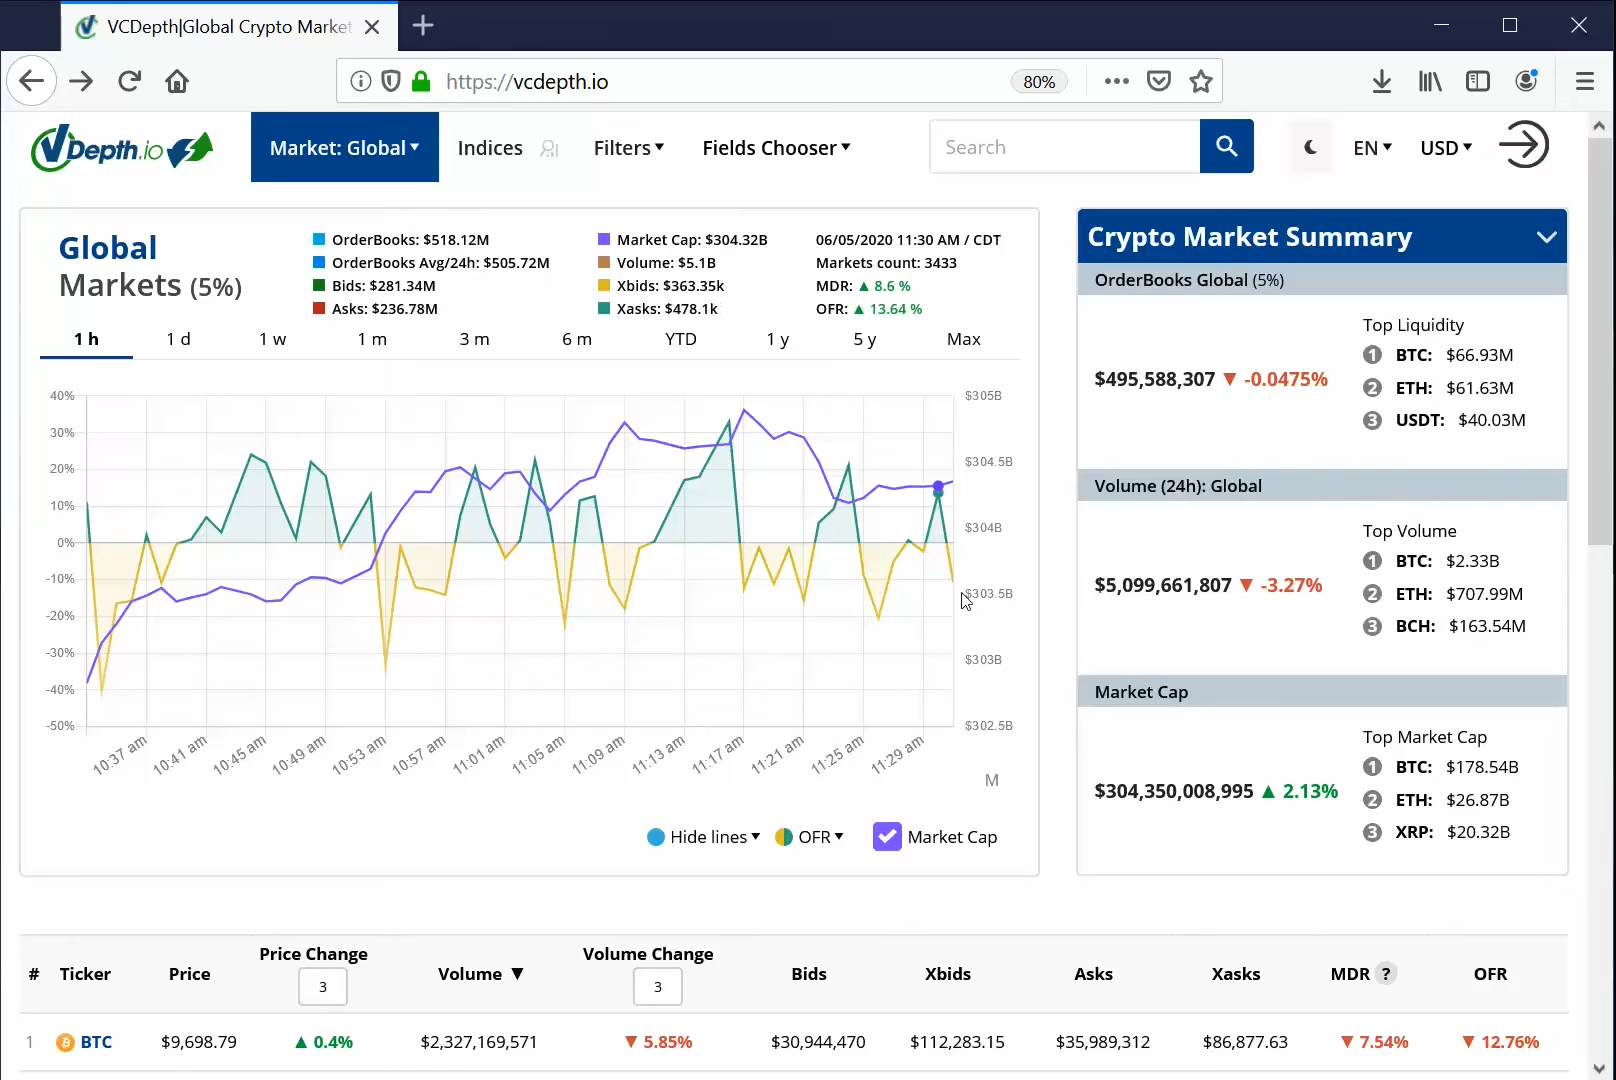 VCDepth|Global Crypto Market
https://vcdepth.io
80%
VDepth.io
Market: Global
Indices
Filters
Fields Chooser
Search
EN
USD
Global
Markets (5%)
OrderBooks: $518.12M
OrderBooks Avg/24h: $505.72M
Bids: $281.34M
Asks: $236.78M
Market Cap: $304.32B
Volume: $5.1B
Xbids: $363.35k
Xasks: $478.1k
06/05/2020 11:30 AM / CDT
Markets count: 3433
MDR: ▲ 8.6 %
OFR: ▲ 13.64 %
1 h 1 d 1 w 1 m 3 m 6 m YTD 1 y 5 y Max
40%
30%
20%
10%
0%
-10%
-20%
-30%
-40%
-50%
$305B
$304.5B
$304B
$303.5B
$303B
$302.5B
10:37 am 10:41 am 10:45 am 10:49 am 10:53 am 10:57 am 11:01 am 11:05 am 11:09 am 11:13 am 11:17 am 11:21 am 11:25 am 11:29 am
M
Hide lines OFR Market Cap
Crypto Market Summary
OrderBooks Global (5%)
$495,588,307 ▼ -0.0475%
Top Liquidity
1 BTC: $66.93M
2 ETH: $61.63M
3 USDT: $40.03M
Volume (24h): Global
$5,099,661,807 ▼ -3.27%
Top Volume
1 BTC: $2.33B
2 ETH: $707.99M
3 BCH: $163.54M
Market Cap
$304,350,008,995 ▲ 2.13%
Top Market Cap
1 BTC: $178.54B
2 ETH: $26.87B
3 XRP: $20.32B
# Ticker Price Price Change 3 Volume ▼ Volume Change 3 Bids Xbids Asks Xasks MDR ? OFR
1 BTC $9,698.79 ▲ 0.4% $2,327,169,571 ▼ 5.85% $30,944,470 $112,283.15 $35,989,312 $86,877.63 ▼ 7.54% ▼ 12.76%